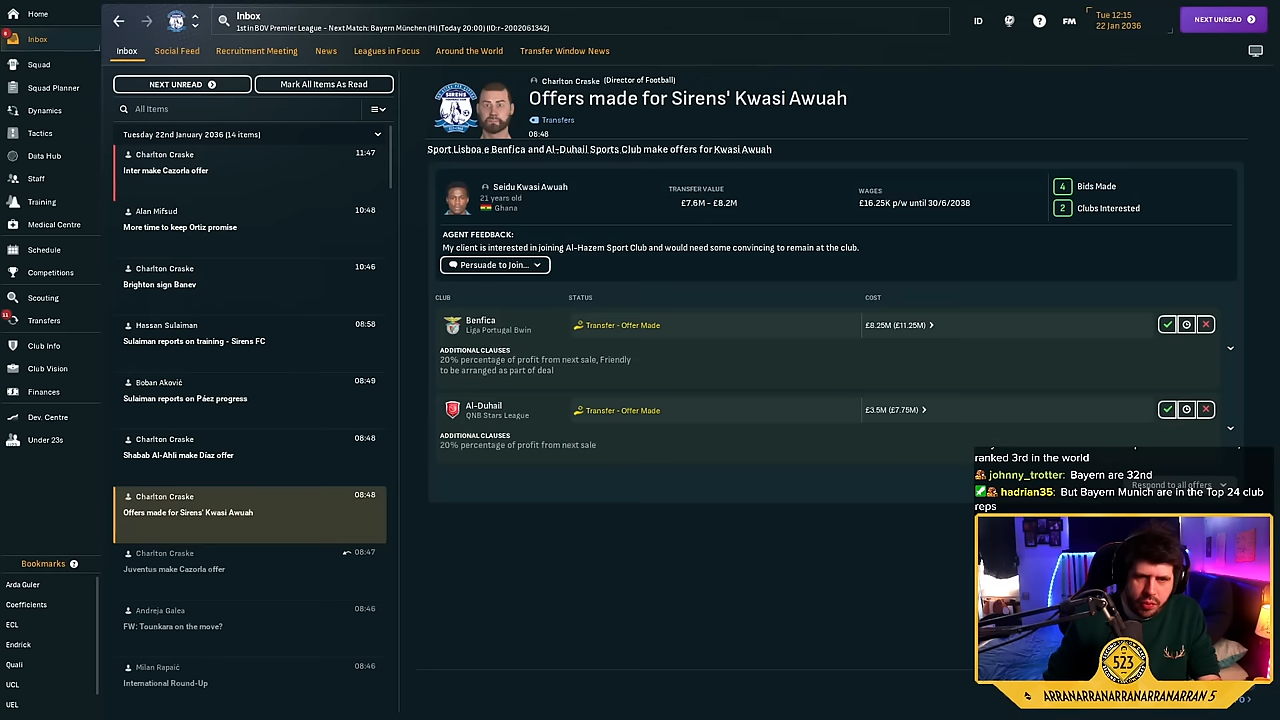 Home
6
Inbox
Squad
Squad Planner
Dynamics
Tactics
Data Hub
Staff
Training
Medical Centre
Schedule
Competitions
Scouting
11
Transfers
Club Info
Club Vision
Finances
Dev. Centre
Under 23s
Bookmarks ?
Arda Guler
Coefficients
ECL
Endrick
Quali
UCL
UEL
Inbox
1st in BOV Premier League - Next Match: Bayern München (H) (Today 20:00) (ID:r-2002061342)
ID
?
FM
Tue 12:15
22 Jan 2036
NEXT UNREAD
Inbox
Social Feed
Recruitment Meeting
News
Leagues in Focus
Around the World
Transfer Window News
NEXT UNREAD
Mark All Items As Read
All Items
Tuesday 22nd January 2036 (14 items)
Charlton Craske 11:47
Inter make Cazorla offer
Alan Mifsud 10:48
More time to keep Ortiz promise
Charlton Craske 10:46
Brighton sign Banev
Hassan Sulaiman 08:58
Sulaiman reports on training - Sirens FC
Boban Aković 08:49
Sulaiman reports on Páez progress
Charlton Craske 08:48
Shabab Al-Ahli make Díaz offer
Charlton Craske 08:48
Offers made for Sirens' Kwasi Awuah
Charlton Craske 08:47
Juventus make Cazorla offer
Andreja Galea 08:46
FW: Tounkara on the move?
Milan Rapaić 08:46
International Round-Up
SIRENS
Charlton Craske (Director of Football)
Offers made for Sirens' Kwasi Awuah
Transfers
08:48
Sport Lisboa e Benfica and Al-Duhail Sports Club make offers for Kwasi Awuah
Seidu Kwasi Awuah
21 years old
Ghana
TRANSFER VALUE
£7.6M - £8.2M
WAGES
£16.25K p/w until 30/6/2038
4 Bids Made
2 Clubs Interested
AGENT FEEDBACK:
My client is interested in joining Al-Hazem Sport Club and would need some convincing to remain at the club.
Persuade to Join...
CLUB STATUS COST
Benfica
Liga Portugal Bwin
Transfer - Offer Made
£8.25M (£11.25M)
ADDITIONAL CLAUSES
20% percentage of profit from next sale, Friendly
to be arranged as part of deal
Al-Duhail
QNB Stars League
Transfer - Offer Made
£3.5M (£7.75M)
ADDITIONAL CLAUSES
20% percentage of profit from next sale
Respond to all offers
ranked 3rd in the world
johnny_trotter: Bayern are 32nd
hadrian35: But Bayern Munich are in the Top 24 club
reps
523
ARRANARRANARRANARRANARRAN 5